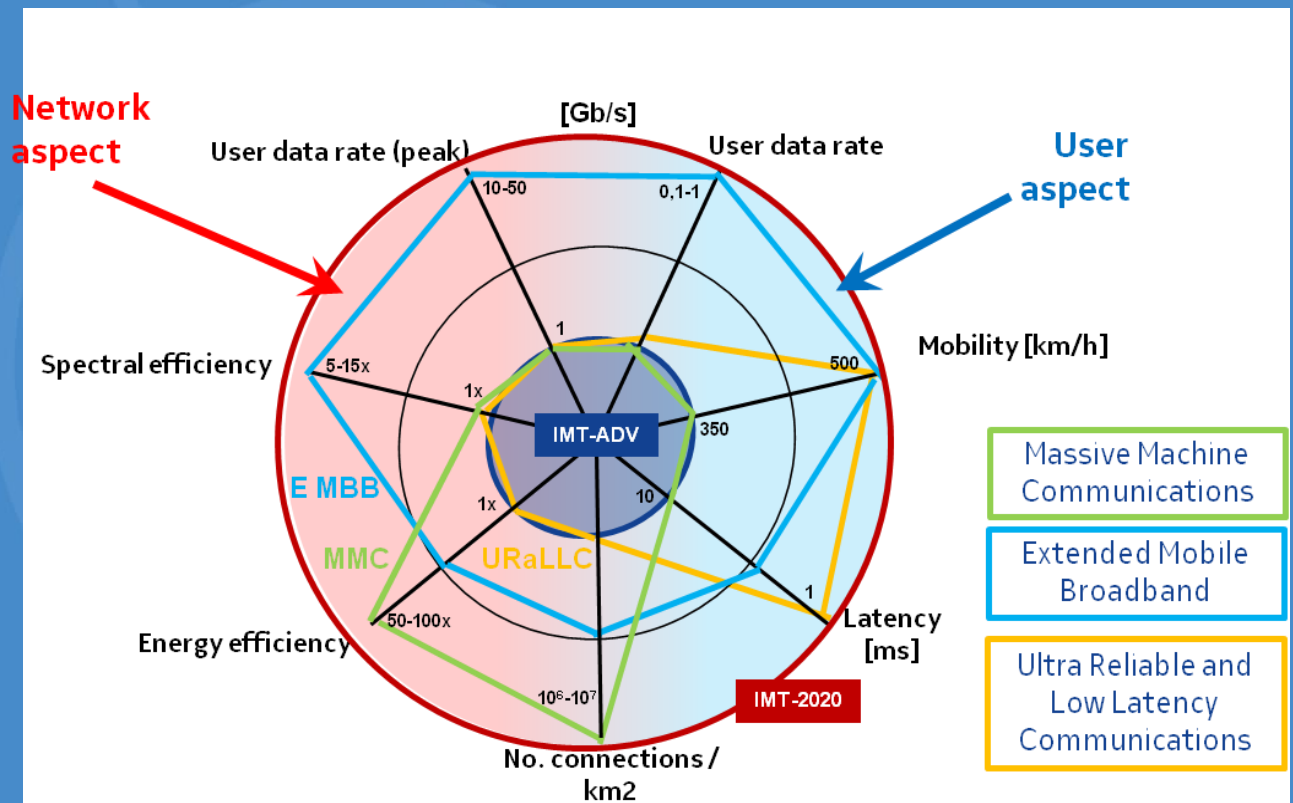 Network
aspect
[Gb/s]
User data rate (peak)
User data rate
User
aspect
10-50
0,1-1
Spectral efficiency
5-15x
1
500
Mobility [km/h]
1x
IMT-ADV
350
E MBB
1x
10
MMC
URaLLC
1
Energy efficiency
50-100x
Latency
[ms]
10⁶-10⁷
IMT-2020
No. connections /
km2
Massive Machine
Communications
Extended Mobile
Broadband
Ultra Reliable and
Low Latency
Communications